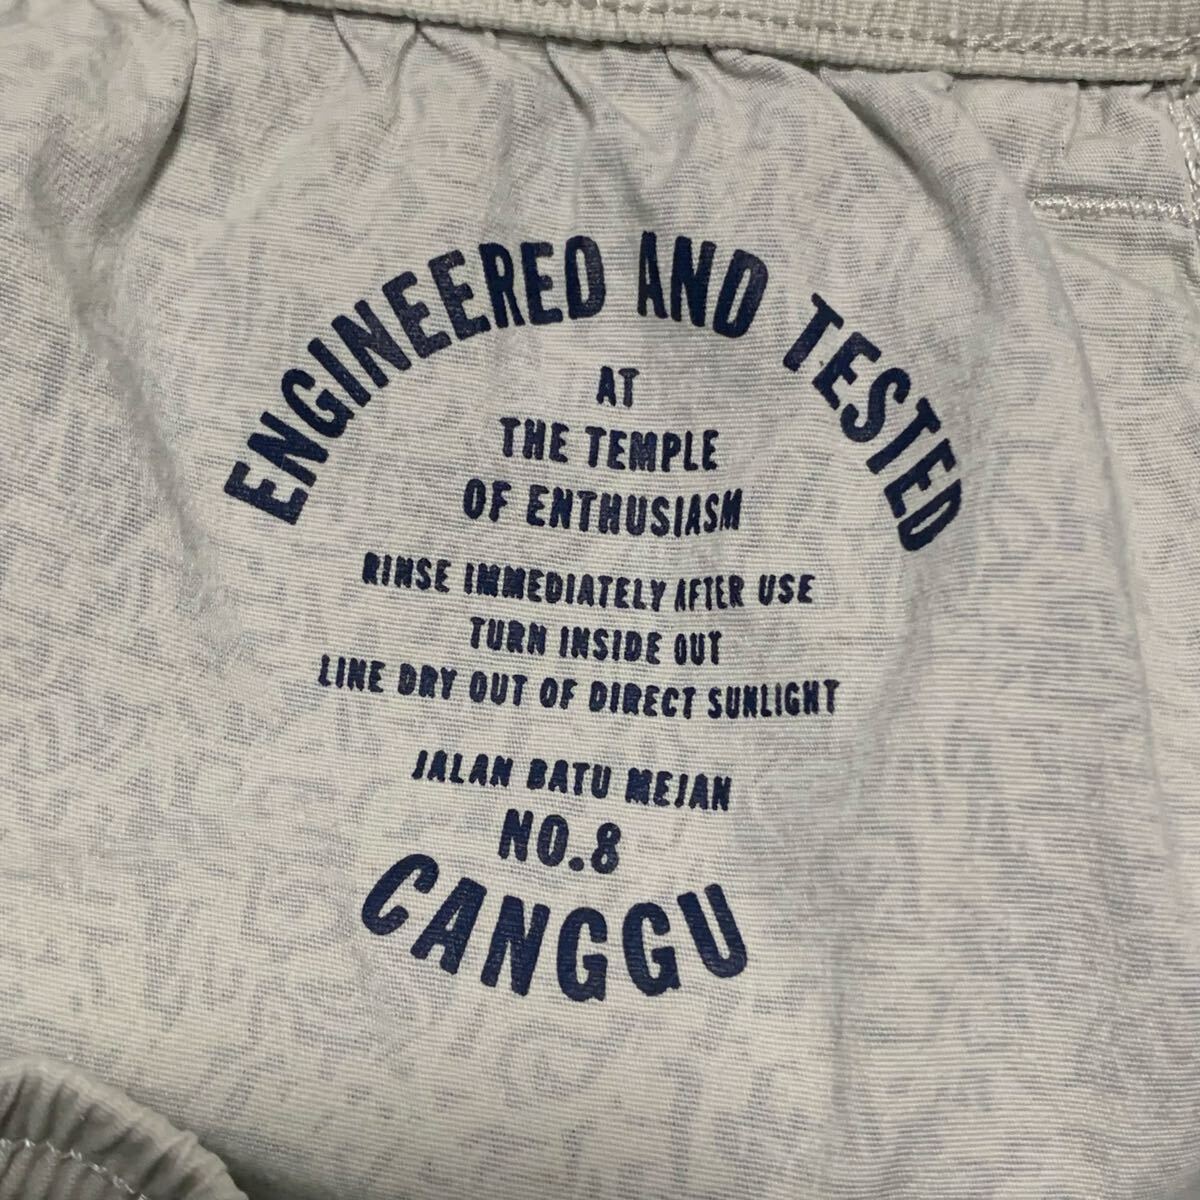 ENGINEERED AND TESTED
AT
THE TEMPLE
OF ENTHUSIASM
RINSE IMMEDIATELY AFTER USE
TURN INSIDE OUT
LINE DRY OUT OF DIRECT SUNLIGHT
JALAN BATU MEJAN
NO.8
CANGGU